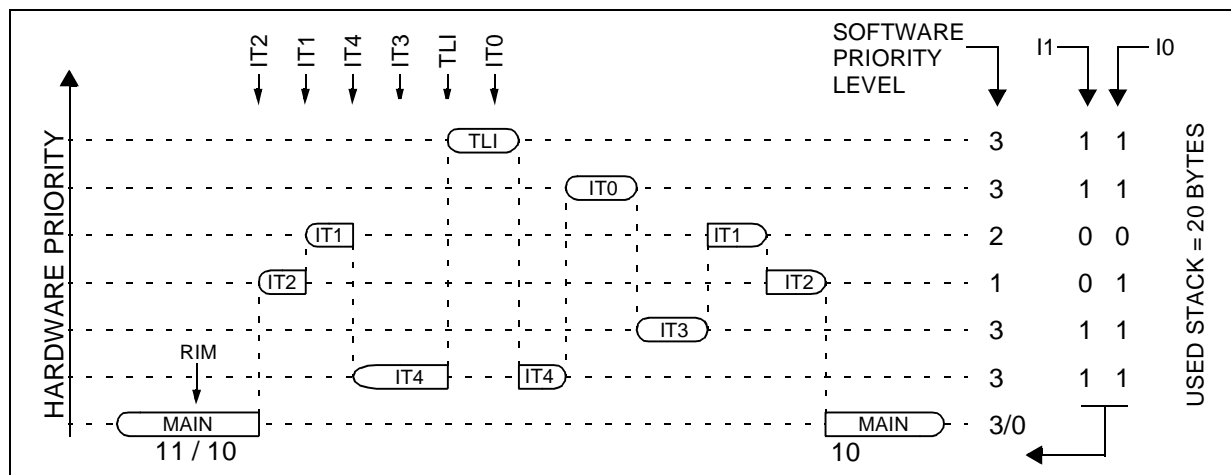 IT2
IT1
IT4
IT3
TLI
IT0
SOFTWARE
PRIORITY
LEVEL
I1
I0
HARDWARE PRIORITY
TLI
3
1 1
IT0
3
1 1
IT1
IT1
2
0 0
IT2
IT2
1
0 1
IT3
3
1 1
RIM
IT4
IT4
3
1 1
MAIN
MAIN
3/0
11 / 10
10
USED STACK = 20 BYTES